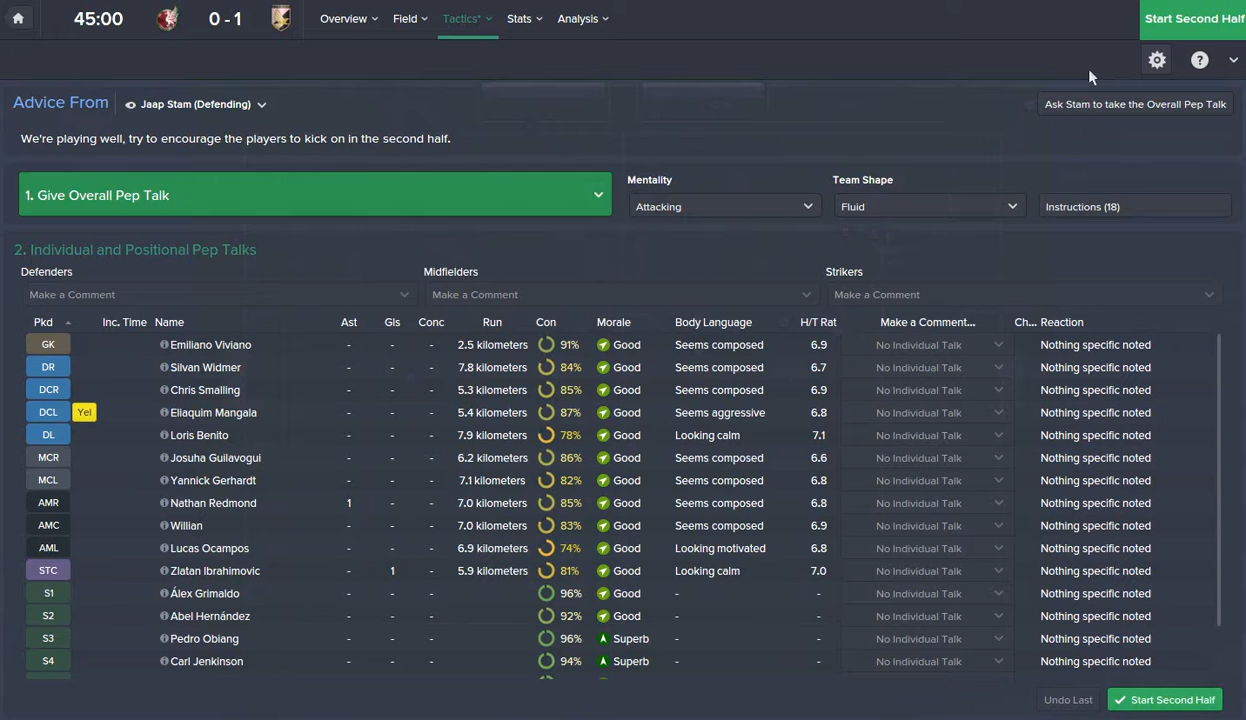 45:00 0 - 1 Overview Field Tactics* Stats Analysis Start Second Half
?
Advice From Jaap Stam (Defending) Ask Stam to take the Overall Pep Talk
We're playing well, try to encourage the players to kick on in the second half.
Mentality Team Shape
1. Give Overall Pep Talk Attacking Fluid Instructions (18)
2. Individual and Positional Pep Talks
Defenders Midfielders Strikers
Make a Comment Make a Comment Make a Comment
Pkd Inc. Time Name Ast Gls Conc Run Con Morale Body Language H/T Rat Make a Comment... Ch... Reaction
GK Emiliano Viviano - - - 2.5 kilometers 91% Good Seems composed 6.9 No Individual Talk Nothing specific noted
DR Silvan Widmer - - - 7.8 kilometers 84% Good Seems composed 6.7 No Individual Talk Nothing specific noted
DCR Chris Smalling - - - 5.3 kilometers 85% Good Seems composed 6.9 No Individual Talk Nothing specific noted
DCL Yel Eliaquim Mangala - - - 5.4 kilometers 87% Good Seems aggressive 6.8 No Individual Talk Nothing specific noted
DL Loris Benito - - - 7.9 kilometers 78% Good Looking calm 7.1 No Individual Talk Nothing specific noted
MCR Josuha Guilavogui - - - 6.2 kilometers 86% Good Seems composed 6.6 No Individual Talk Nothing specific noted
MCL Yannick Gerhardt - - - 7.1 kilometers 82% Good Seems composed 6.8 No Individual Talk Nothing specific noted
AMR Nathan Redmond 1 - - 7.0 kilometers 85% Good Seems composed 6.8 No Individual Talk Nothing specific noted
AMC Willian - - - 7.0 kilometers 83% Good Seems composed 6.9 No Individual Talk Nothing specific noted
AML Lucas Ocampos - - - 6.9 kilometers 74% Good Looking motivated 6.8 No Individual Talk Nothing specific noted
STC Zlatan Ibrahimovic - 1 - 5.9 kilometers 81% Good Looking calm 7.0 No Individual Talk Nothing specific noted
S1 Álex Grimaldo - - - 96% Good - - No Individual Talk Nothing specific noted
S2 Abel Hernández - - - 92% Good - - No Individual Talk Nothing specific noted
S3 Pedro Obiang - - - 96% Superb - - No Individual Talk Nothing specific noted
S4 Carl Jenkinson - - - 94% Superb - - No Individual Talk Nothing specific noted
Undo Last Start Second Half